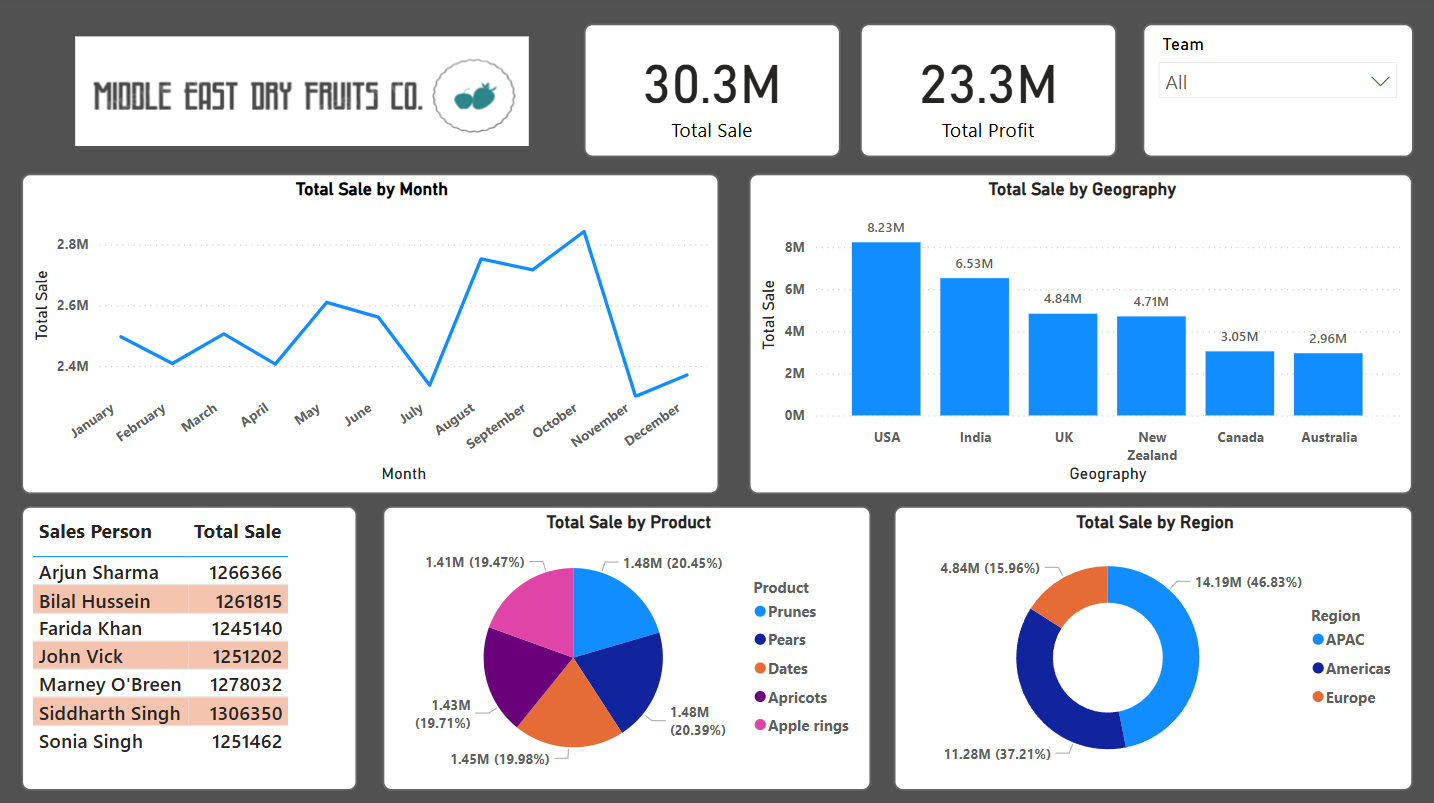 MIDDLE EAST DRY FRUITS CO.
30.3M
Total Sale
23.3M
Total Profit
Team
All
Total Sale by Month
Total Sale
2.8M
2.6M
2.4M
January
February
March
April
May
June
July
August
September
October
November
December
Month
Total Sale by Geography
Total Sale
8M
6M
4M
2M
0M
8.23M
6.53M
4.84M
4.71M
3.05M
2.96M
USA
India
UK
New
Zealand
Canada
Australia
Geography
Sales Person Total Sale
Arjun Sharma 1266366
Bilal Hussein 1261815
Farida Khan 1245140
John Vick 1251202
Marney O'Breen 1278032
Siddharth Singh 1306350
Sonia Singh 1251462
Total Sale by Product
1.41M (19.47%)
1.48M (20.45%)
1.43M
(19.71%)
1.48M
(20.39%)
1.45M (19.98%)
Product
Prunes
Pears
Dates
Apricots
Apple rings
Total Sale by Region
4.84M (15.96%)
14.19M (46.83%)
11.28M (37.21%)
Region
APAC
Americas
Europe